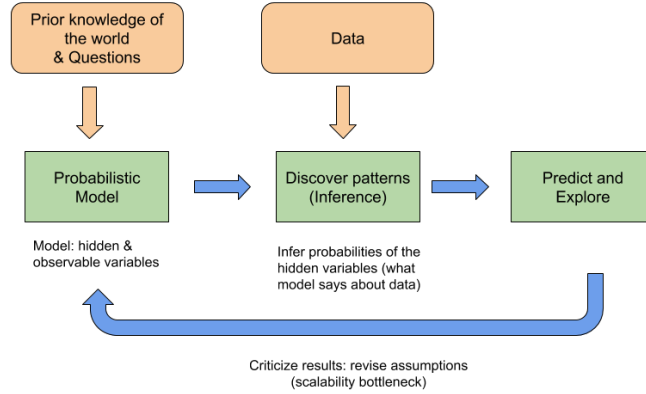 Prior knowledge of
the world
& Questions
Data
Probabilistic
Model
Discover patterns
(Inference)
Predict and
Explore
Model: hidden &
observable variables
Infer probabilities of the
hidden variables (what
model says about data)
Criticize results: revise assumptions
(scalability bottleneck)